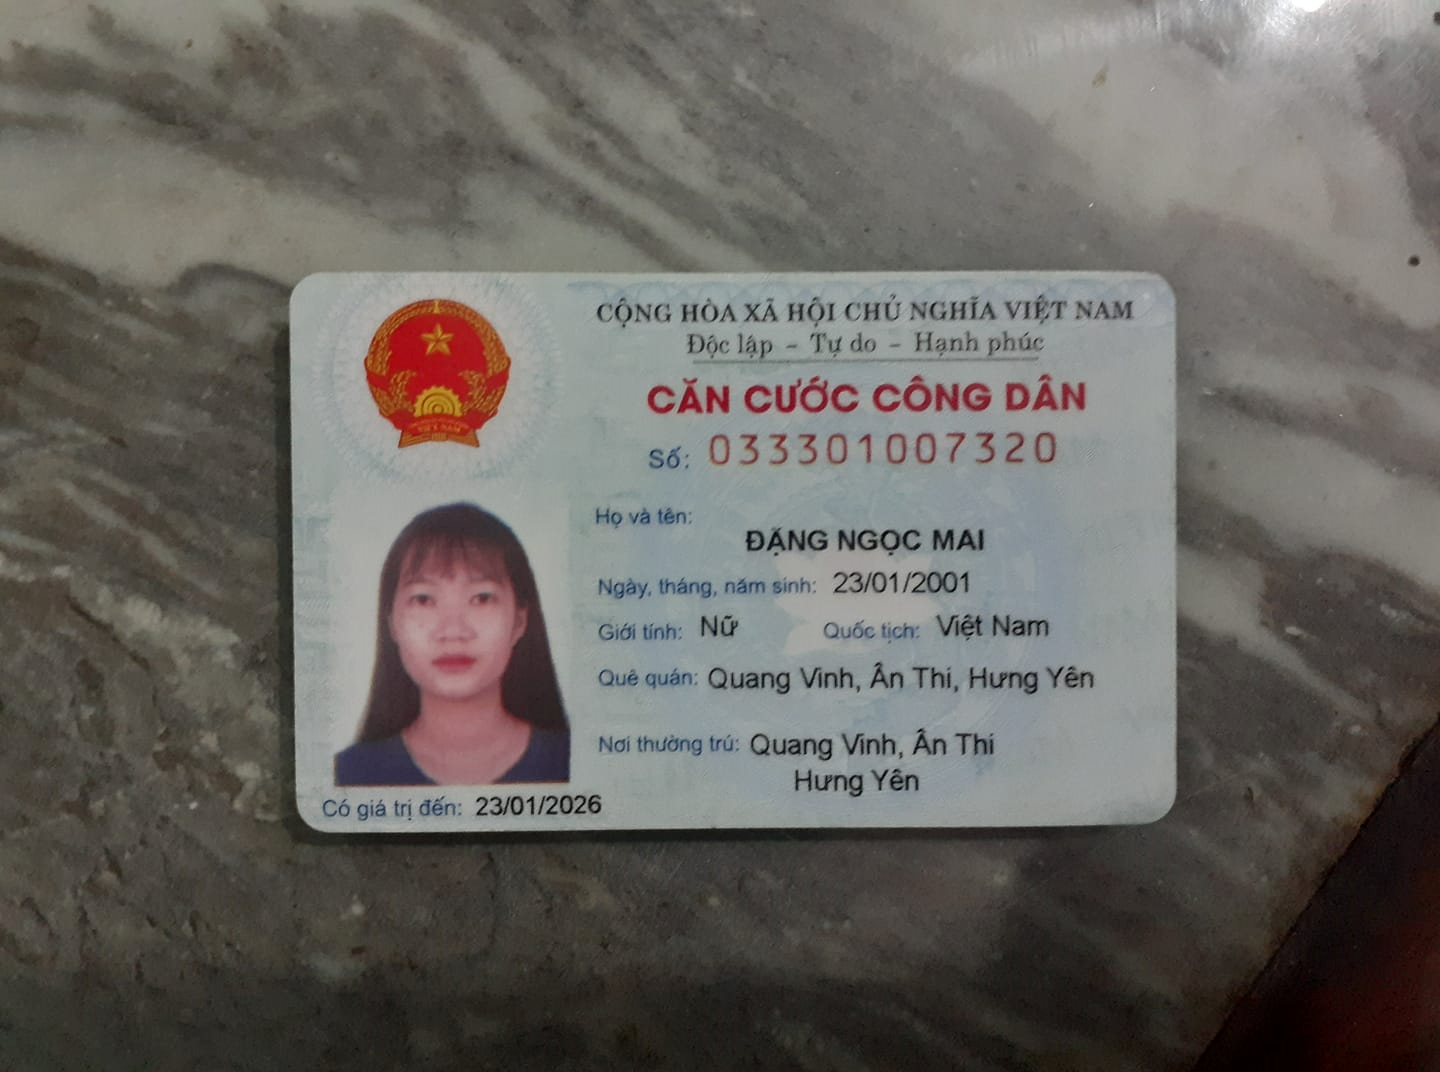 CỘNG HÒA XÃ HỘI CHỦ NGHĨA VIỆT NAM
Độc lập – Tự do – Hạnh phúc
CĂN CƯỚC CÔNG DÂN
Số: 033301007320
Họ và tên:
ĐẶNG NGỌC MAI
Ngày, tháng, năm sinh: 23/01/2001
Giới tính: Nữ Quốc tịch: Việt Nam
Quê quán: Quang Vinh, Ân Thi, Hưng Yên
Nơi thường trú: Quang Vinh, Ân Thi
Hưng Yên
Có giá trị đến: 23/01/2026